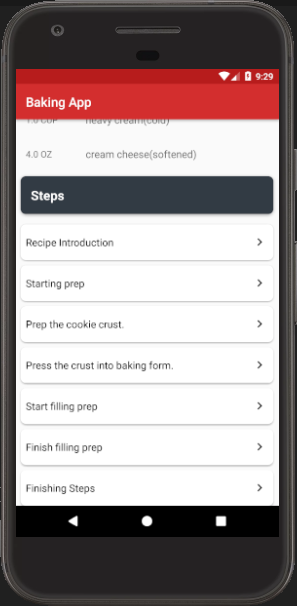 9:29
Baking App
1.0 CUP heavy cream(cold)
4.0 OZ cream cheese(softened)
Steps
Recipe Introduction
Starting prep
Prep the cookie crust.
Press the crust into baking form.
Start filling prep
Finish filling prep
Finishing Steps